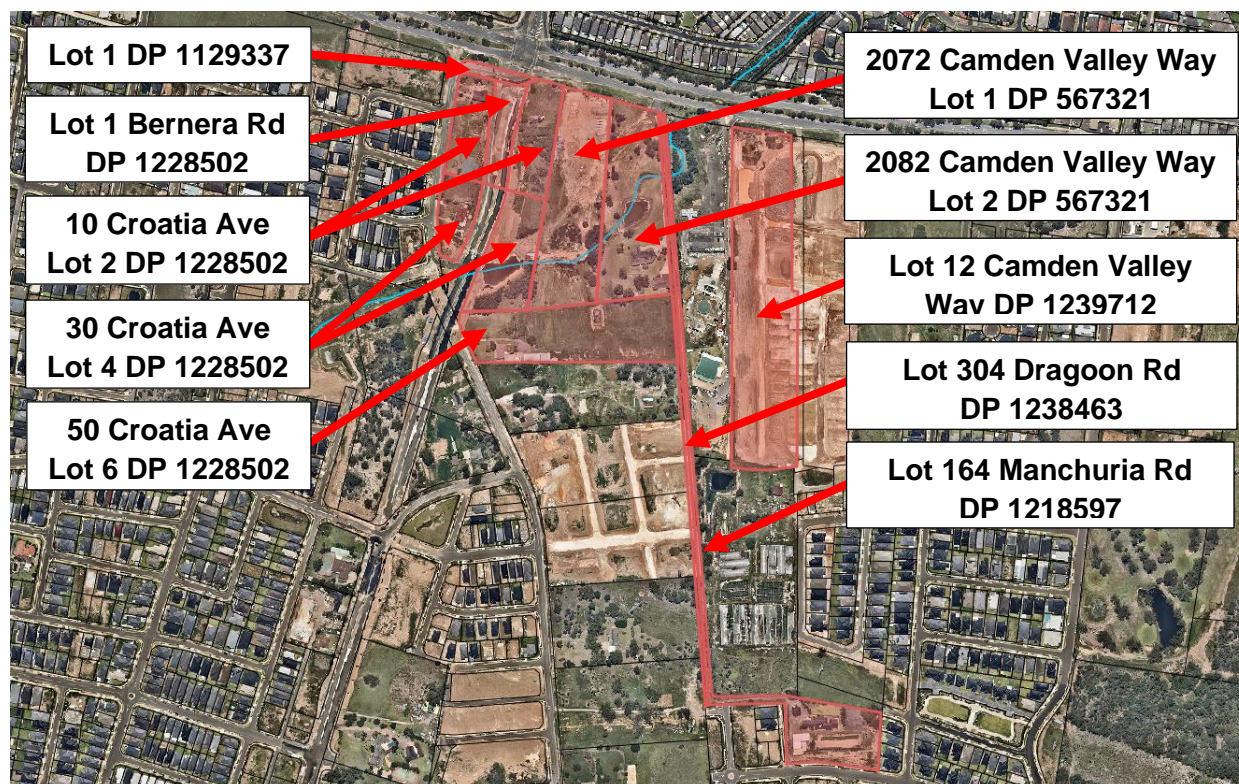 Lot 1 DP 1129337
Lot 1 Bernera Rd
DP 1228502
10 Croatia Ave
Lot 2 DP 1228502
30 Croatia Ave
Lot 4 DP 1228502
50 Croatia Ave
Lot 6 DP 1228502
2072 Camden Valley Way
Lot 1 DP 567321
2082 Camden Valley Way
Lot 2 DP 567321
Lot 12 Camden Valley
Way DP 1239712
Lot 304 Dragoon Rd
DP 1238463
Lot 164 Manchuria Rd
DP 1218597